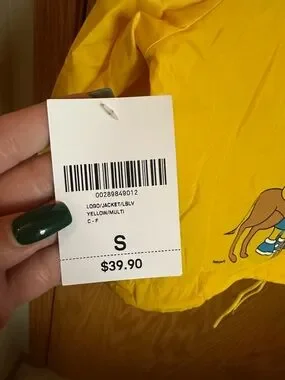 00289849012
LOGO/JACKET/LSLV
YELLOW/MULTI
C - F
S
$39.90